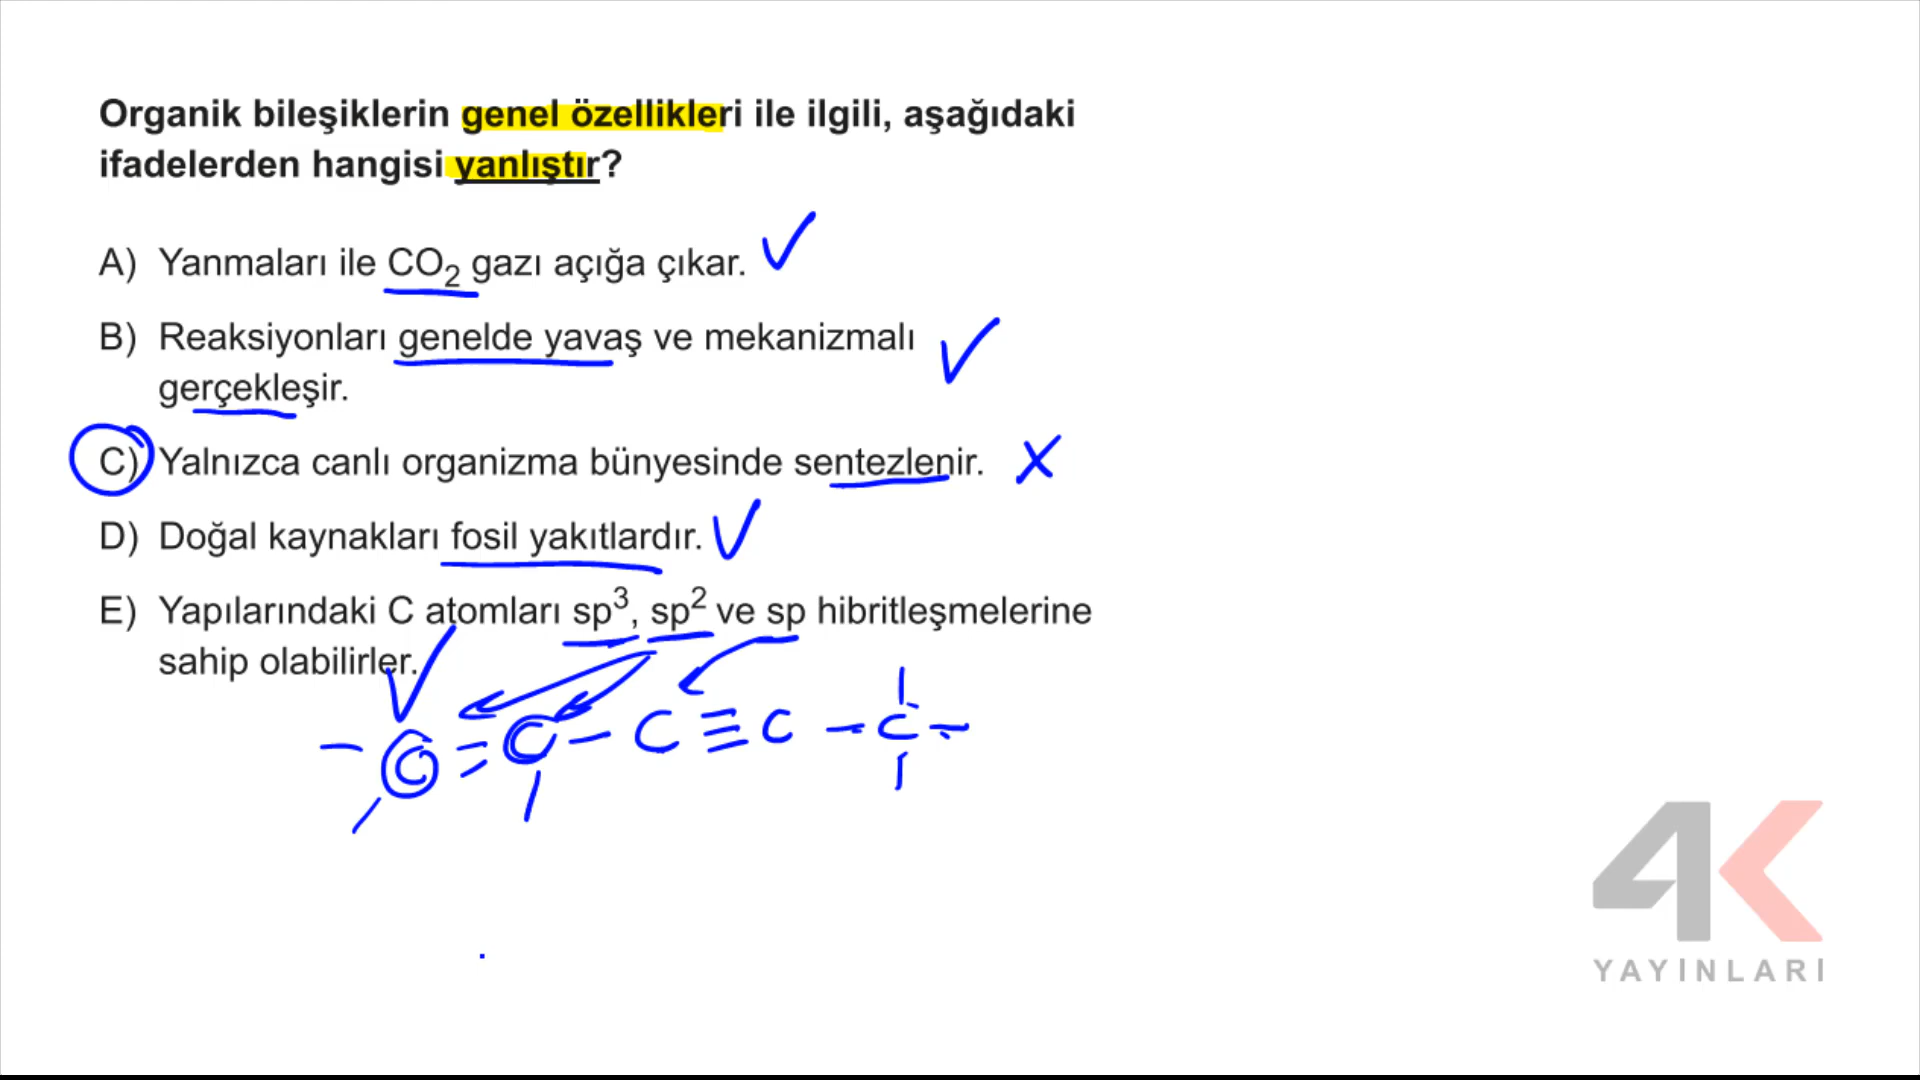 Organik bileşiklerin genel özellikleri ile ilgili, aşağıdaki
ifadelerden hangisi yanlıştır?
A) Yanmaları ile CO₂ gazı açığa çıkar.
B) Reaksiyonları genelde yavaş ve mekanizmalı
gerçekleşir.
C) Yalnızca canlı organizma bünyesinde sentezlenir.
D) Doğal kaynakları fosil yakıtlardır.
E) Yapılarındaki C atomları sp³, sp² ve sp hibritleşmelerine
sahip olabilirler.
– C = C – C ≡ C – C –
4K
YAYINLARI